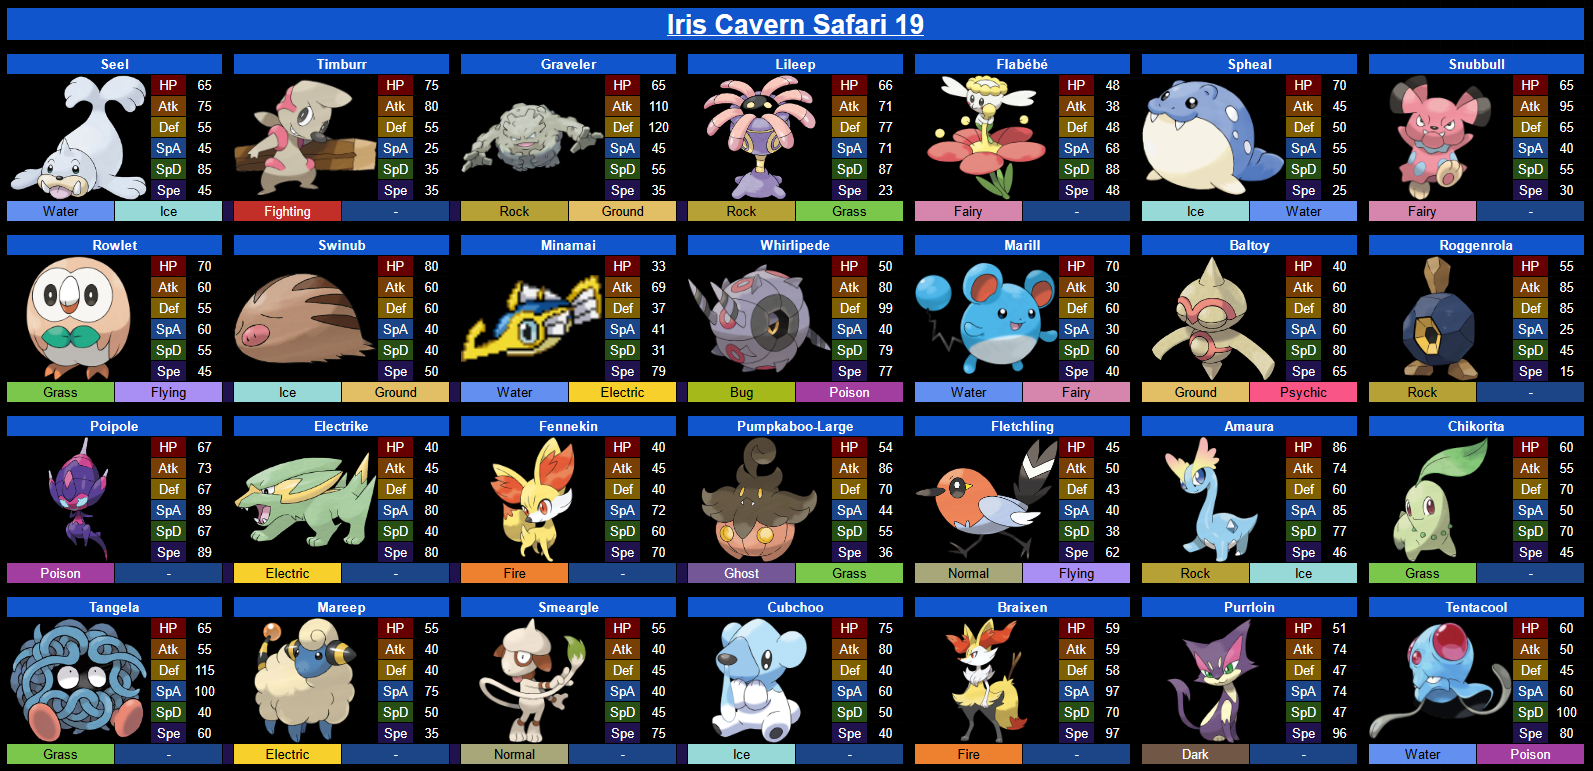 Iris Cavern Safari 19
Seel Timburr Graveler Lileep Flabébé Spheal Snubbull
HP 65 HP 75 HP 65 HP 66 HP 48 HP 70 HP 65
Atk 75 Atk 80 Atk 110 Atk 71 Atk 38 Atk 45 Atk 95
Def 55 Def 55 Def 120 Def 77 Def 48 Def 50 Def 65
SpA 45 SpA 25 SpA 45 SpA 71 SpA 68 SpA 55 SpA 40
SpD 85 SpD 35 SpD 55 SpD 87 SpD 88 SpD 50 SpD 55
Spe 45 Spe 35 Spe 35 Spe 23 Spe 48 Spe 25 Spe 30
Water Ice Fighting - Rock Ground Rock Grass Fairy - Ice Water Fairy -
Rowlet Swinub Minamai Whirlipede Marill Baltoy Roggenrola
HP 70 HP 80 HP 33 HP 50 HP 70 HP 40 HP 55
Atk 60 Atk 60 Atk 69 Atk 80 Atk 30 Atk 60 Atk 85
Def 55 Def 60 Def 37 Def 99 Def 60 Def 80 Def 85
SpA 60 SpA 40 SpA 41 SpA 40 SpA 30 SpA 60 SpA 25
SpD 55 SpD 40 SpD 31 SpD 79 SpD 60 SpD 80 SpD 45
Spe 45 Spe 50 Spe 79 Spe 77 Spe 40 Spe 65 Spe 15
Grass Flying Ice Ground Water Electric Bug Poison Water Fairy Ground Psychic Rock -
Poipole Electrike Fennekin Pumpkaboo-Large Fletchling Amaura Chikorita
HP 67 HP 40 HP 40 HP 54 HP 45 HP 86 HP 60
Atk 73 Atk 45 Atk 45 Atk 86 Atk 50 Atk 74 Atk 55
Def 67 Def 40 Def 40 Def 70 Def 43 Def 60 Def 70
SpA 89 SpA 80 SpA 72 SpA 44 SpA 40 SpA 85 SpA 50
SpD 67 SpD 40 SpD 60 SpD 55 SpD 38 SpD 77 SpD 70
Spe 89 Spe 80 Spe 70 Spe 36 Spe 62 Spe 46 Spe 45
Poison - Electric - Fire - Ghost Grass Normal Flying Rock Ice Grass -
Tangela Mareep Smeargle Cubchoo Braixen Purrloin Tentacool
HP 65 HP 55 HP 55 HP 75 HP 59 HP 51 HP 60
Atk 55 Atk 40 Atk 40 Atk 80 Atk 59 Atk 74 Atk 50
Def 115 Def 40 Def 45 Def 40 Def 58 Def 47 Def 45
SpA 100 SpA 75 SpA 40 SpA 60 SpA 97 SpA 74 SpA 50
SpD 40 SpD 50 SpD 45 SpD 50 SpD 70 SpD 47 SpD 100
Spe 60 Spe 35 Spe 75 Spe 40 Spe 97 Spe 96 Spe 80
Grass - Electric - Normal - Ice - Fire - Dark - Water Poison